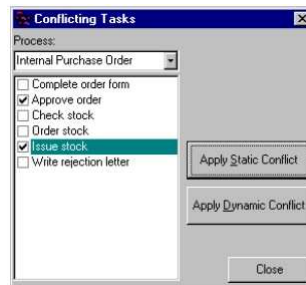 Conflicting Tasks
Process:
Internal Purchase Order
Complete order form
Approve order
Check stock
Order stock
Issue stock
Write rejection letter
Apply Static Conflict
Apply Dynamic Conflict
Close